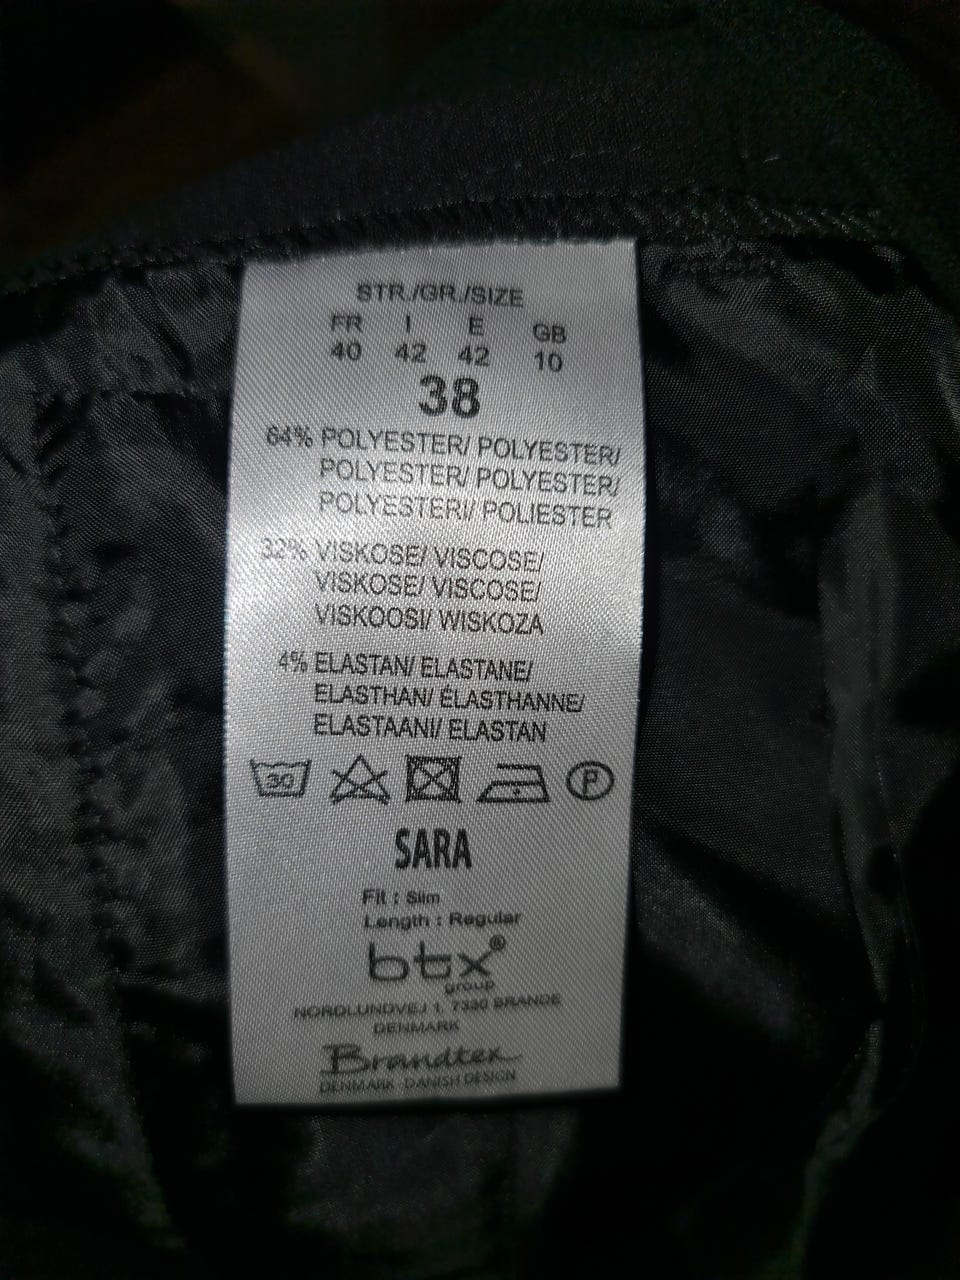 STR./GR./SIZE
FR I E GB
40 42 42 10
38
64% POLYESTER/ POLYESTER/
POLYESTER/ POLYESTER/
POLYESTERI/ POLIESTER
32% VISKOSE/ VISCOSE/
VISKOSE/ VISCOSE/
VISKOOSI/ WISKOZA
4% ELASTAN/ ELASTANE/
ELASTHAN/ ÉLASTHANNE/
ELASTAANI/ ELASTAN
30 P
SARA
Fit : Slim
Length : Regular
btx®
group
NORDLUNDVEJ 1, 7330 BRANDE
DENMARK
Brandtex
DENMARK - DANISH DESIGN